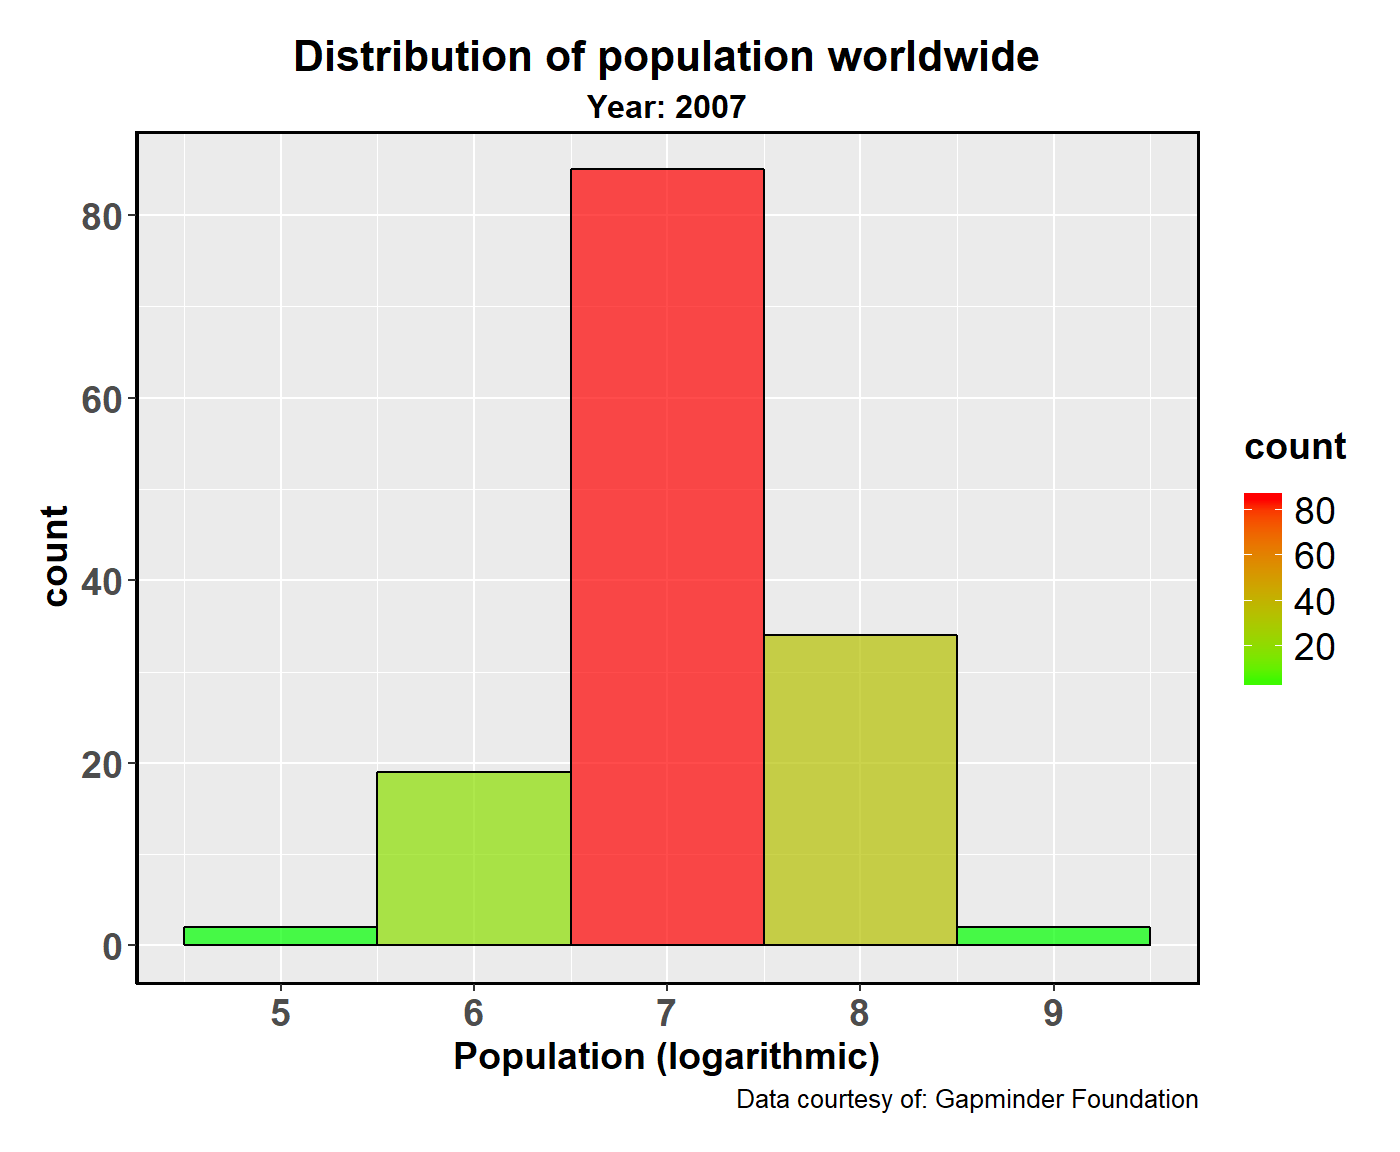 Distribution of population worldwide
Year: 2007
count
80
60
40
20
0
5 6 7 8 9
Population (logarithmic)
count
80
60
40
20
Data courtesy of: Gapminder Foundation